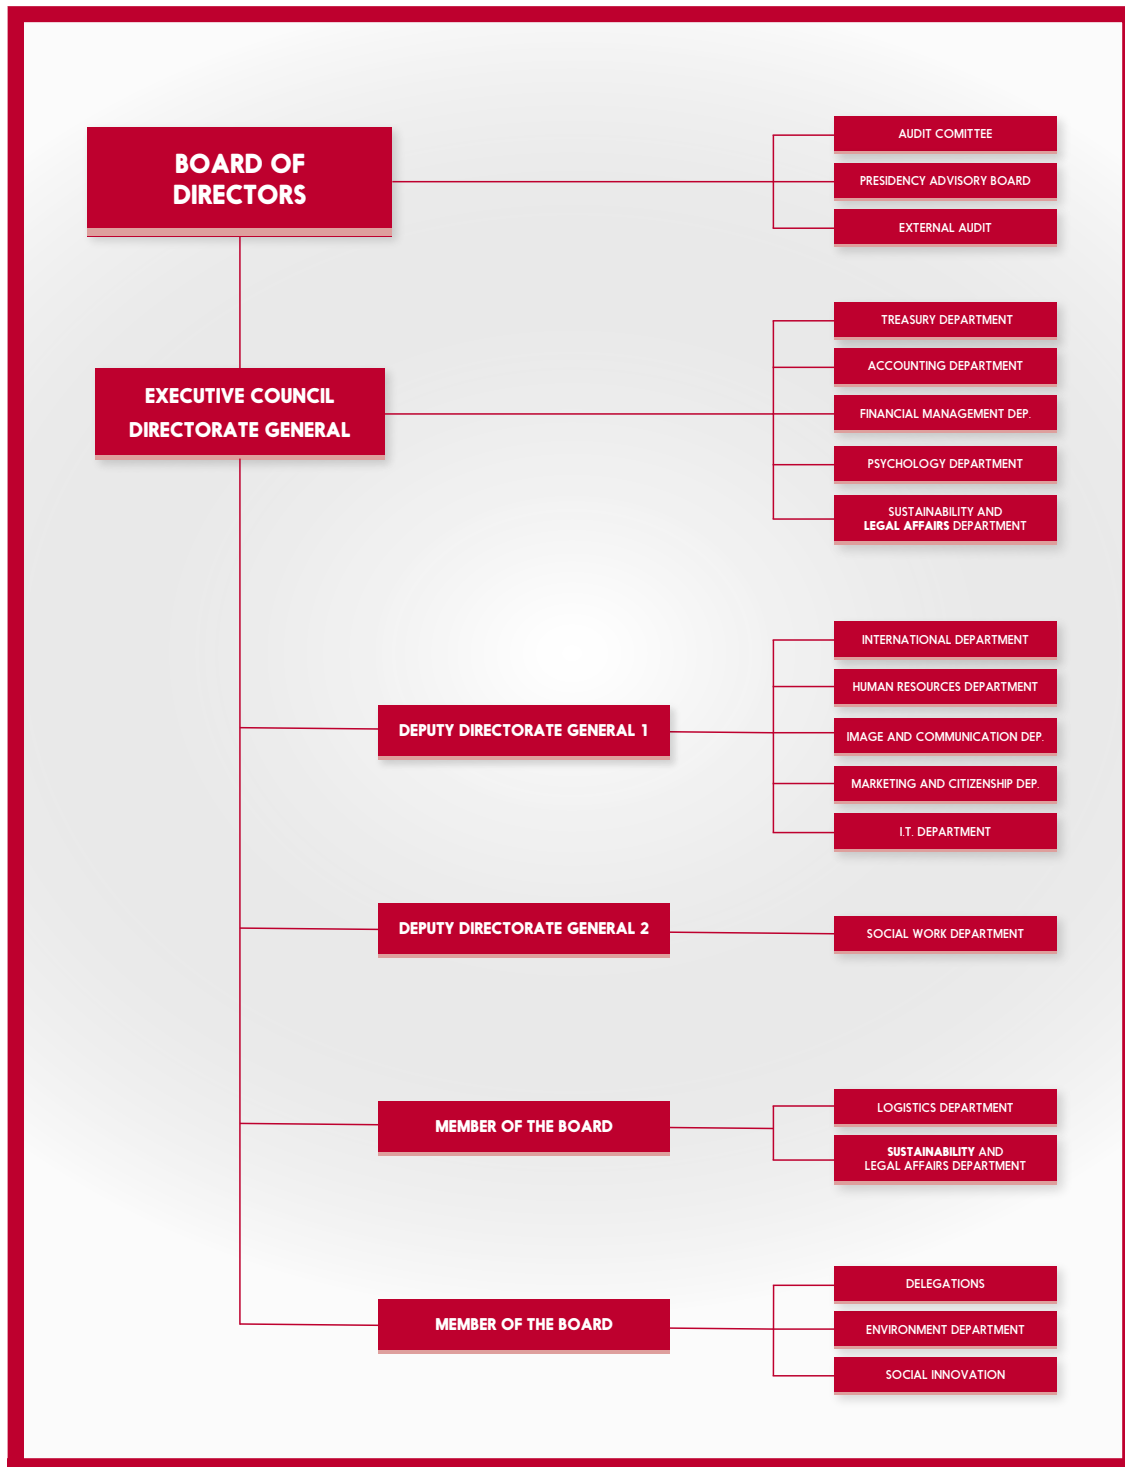 BOARD OF
DIRECTORS
AUDIT COMITTEE
PRESIDENCY ADVISORY BOARD
EXTERNAL AUDIT
EXECUTIVE COUNCIL
DIRECTORATE GENERAL
TREASURY DEPARTMENT
ACCOUNTING DEPARTMENT
FINANCIAL MANAGEMENT DEP.
PSYCHOLOGY DEPARTMENT
SUSTAINABILITY AND
LEGAL AFFAIRS DEPARTMENT
DEPUTY DIRECTORATE GENERAL 1
INTERNATIONAL DEPARTMENT
HUMAN RESOURCES DEPARTMENT
IMAGE AND COMMUNICATION DEP.
MARKETING AND CITIZENSHIP DEP.
I.T. DEPARTMENT
DEPUTY DIRECTORATE GENERAL 2
SOCIAL WORK DEPARTMENT
MEMBER OF THE BOARD
LOGISTICS DEPARTMENT
SUSTAINABILITY AND
LEGAL AFFAIRS DEPARTMENT
MEMBER OF THE BOARD
DELEGATIONS
ENVIRONMENT DEPARTMENT
SOCIAL INNOVATION